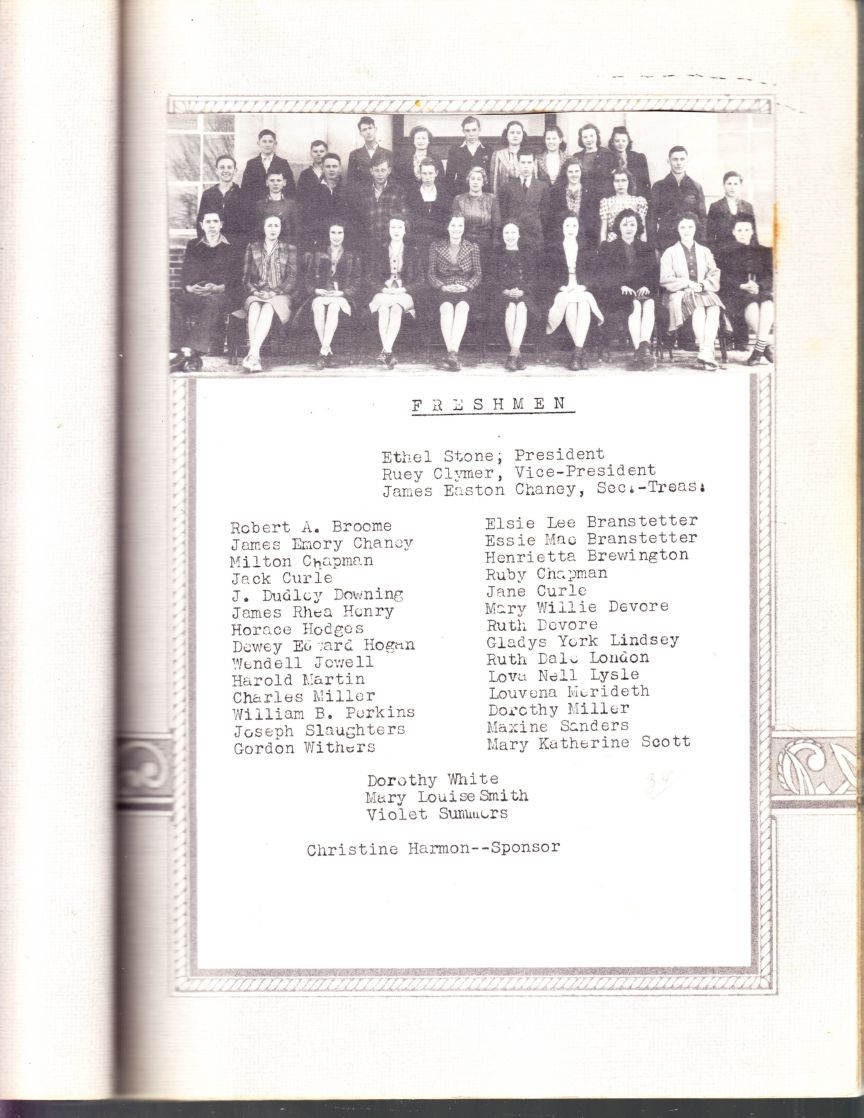 FRESHMEN
Ethel Stone, President
Ruey Clymer, Vice-President
James Easton Chaney, Sec.-Treas.
Robert A. Broome
James Emory Chaney
Milton Chapman
Jack Curle
J. Dudley Downing
James Rhea Henry
Horace Hodges
Dewey Edward Hogan
Wendell Jewell
Harold Martin
Charles Miller
William B. Perkins
Joseph Slaughters
Gordon Withers
Elsie Lee Branstetter
Essie Mae Branstetter
Henrietta Brewington
Ruby Chapman
Jane Curle
Mary Willie Devore
Ruth Devore
Gladys York Lindsey
Ruth Dale London
Lova Nell Lysle
Louvena Merideth
Dorothy Miller
Maxine Sanders
Mary Katherine Scott
Dorothy White
Mary Louise Smith
Violet Summers
34
Christine Harmon--Sponsor